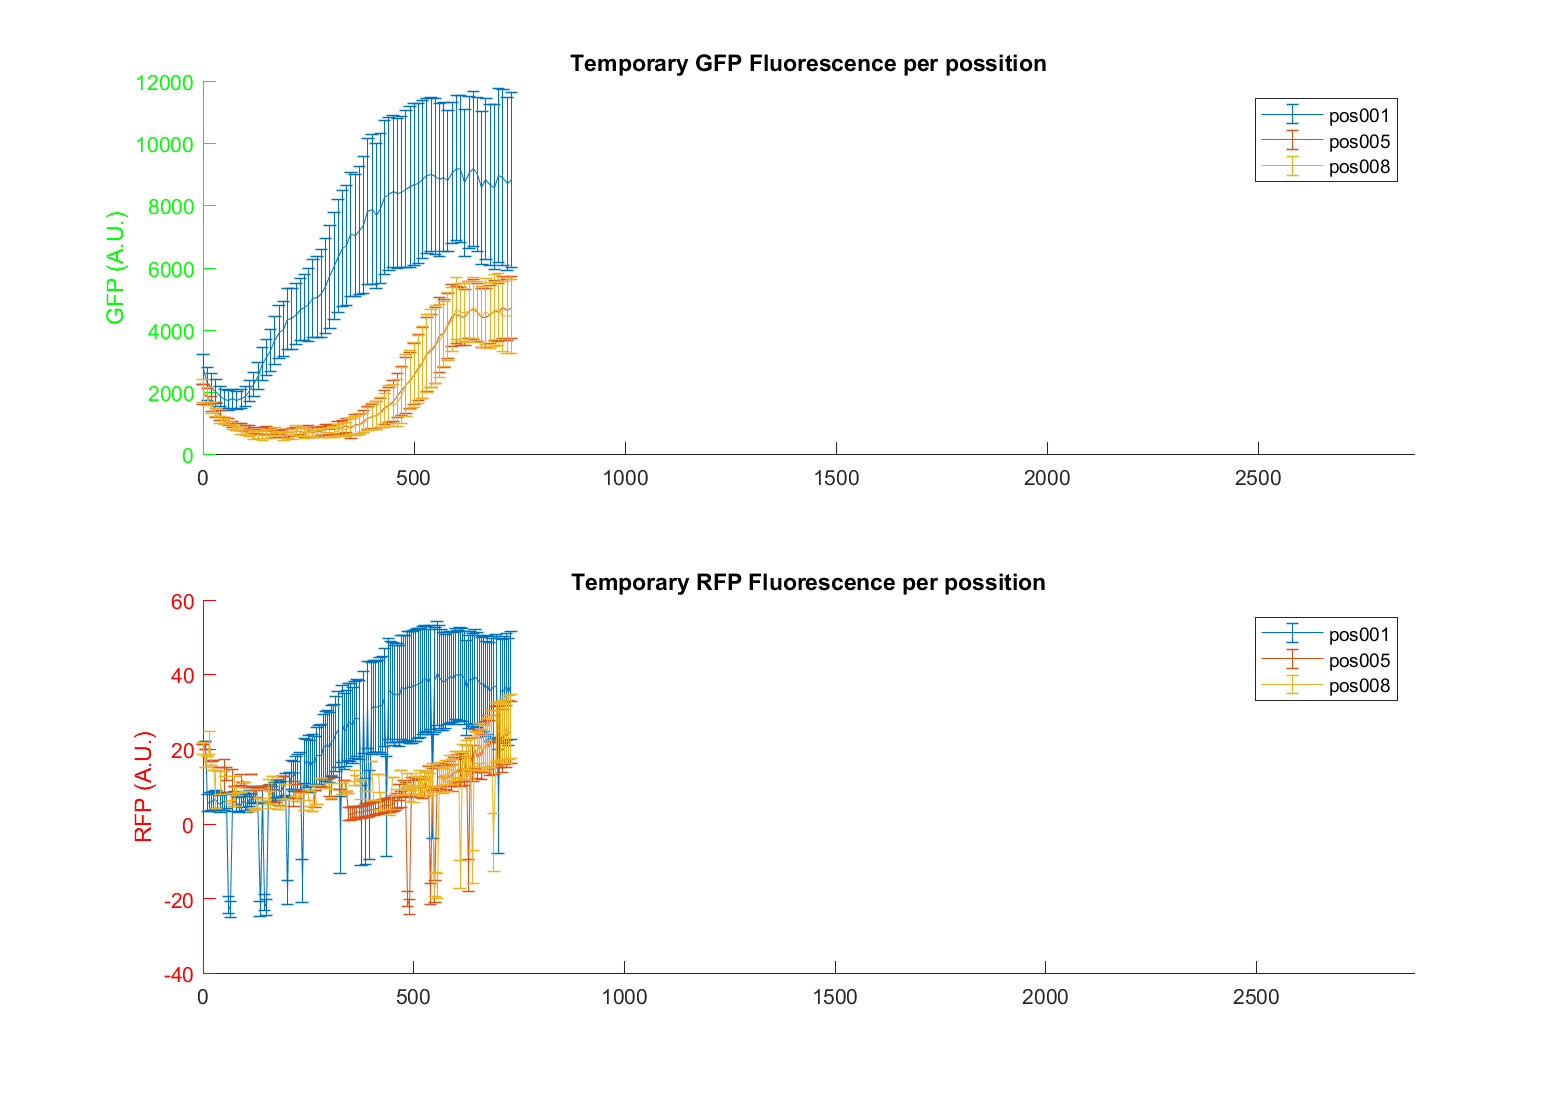 Temporary GFP Fluorescence per possition
12000
10000
8000
6000
4000
2000
0
GFP (A.U.)
0 500 1000 1500 2000 2500
pos001
pos005
pos008
Temporary RFP Fluorescence per possition
60
40
20
0
-20
-40
RFP (A.U.)
0 500 1000 1500 2000 2500
pos001
pos005
pos008